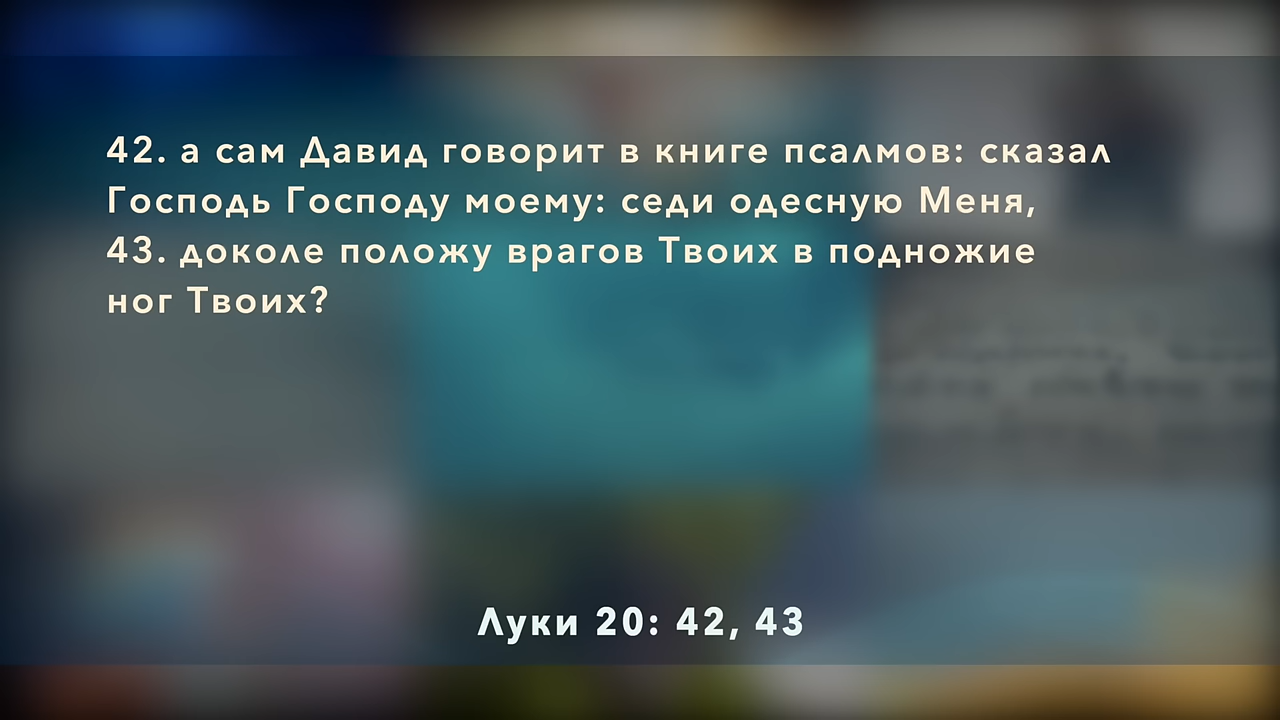 42. а сам Давид говорит в книге псалмов: сказал
Господь Господу моему: седи одесную Меня,
43. доколе положу врагов Твоих в подножие
ног Твоих?
Луки 20: 42, 43